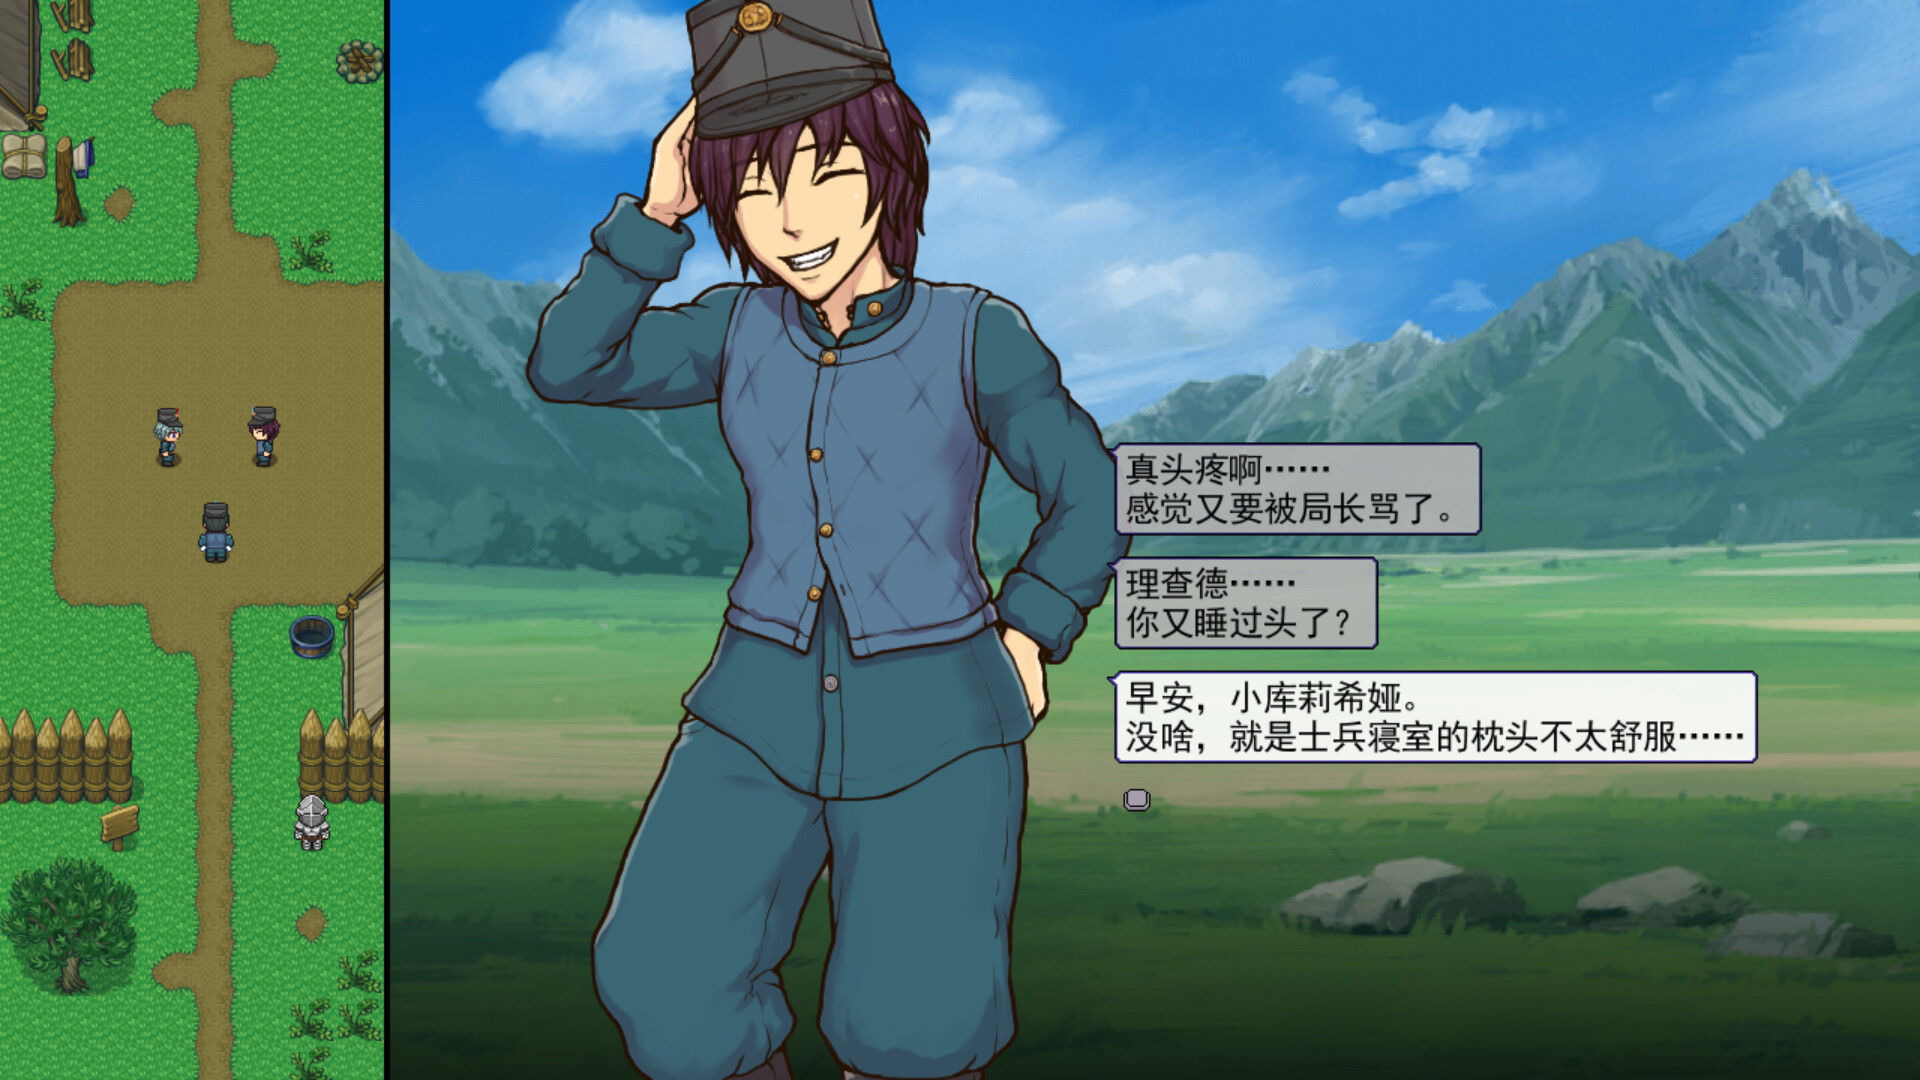 真头疼啊……
感觉又要被局长骂了。
理查德……
你又睡过头了？
早安，小库莉希娅。
没啥，就是士兵寝室的枕头不太舒服……